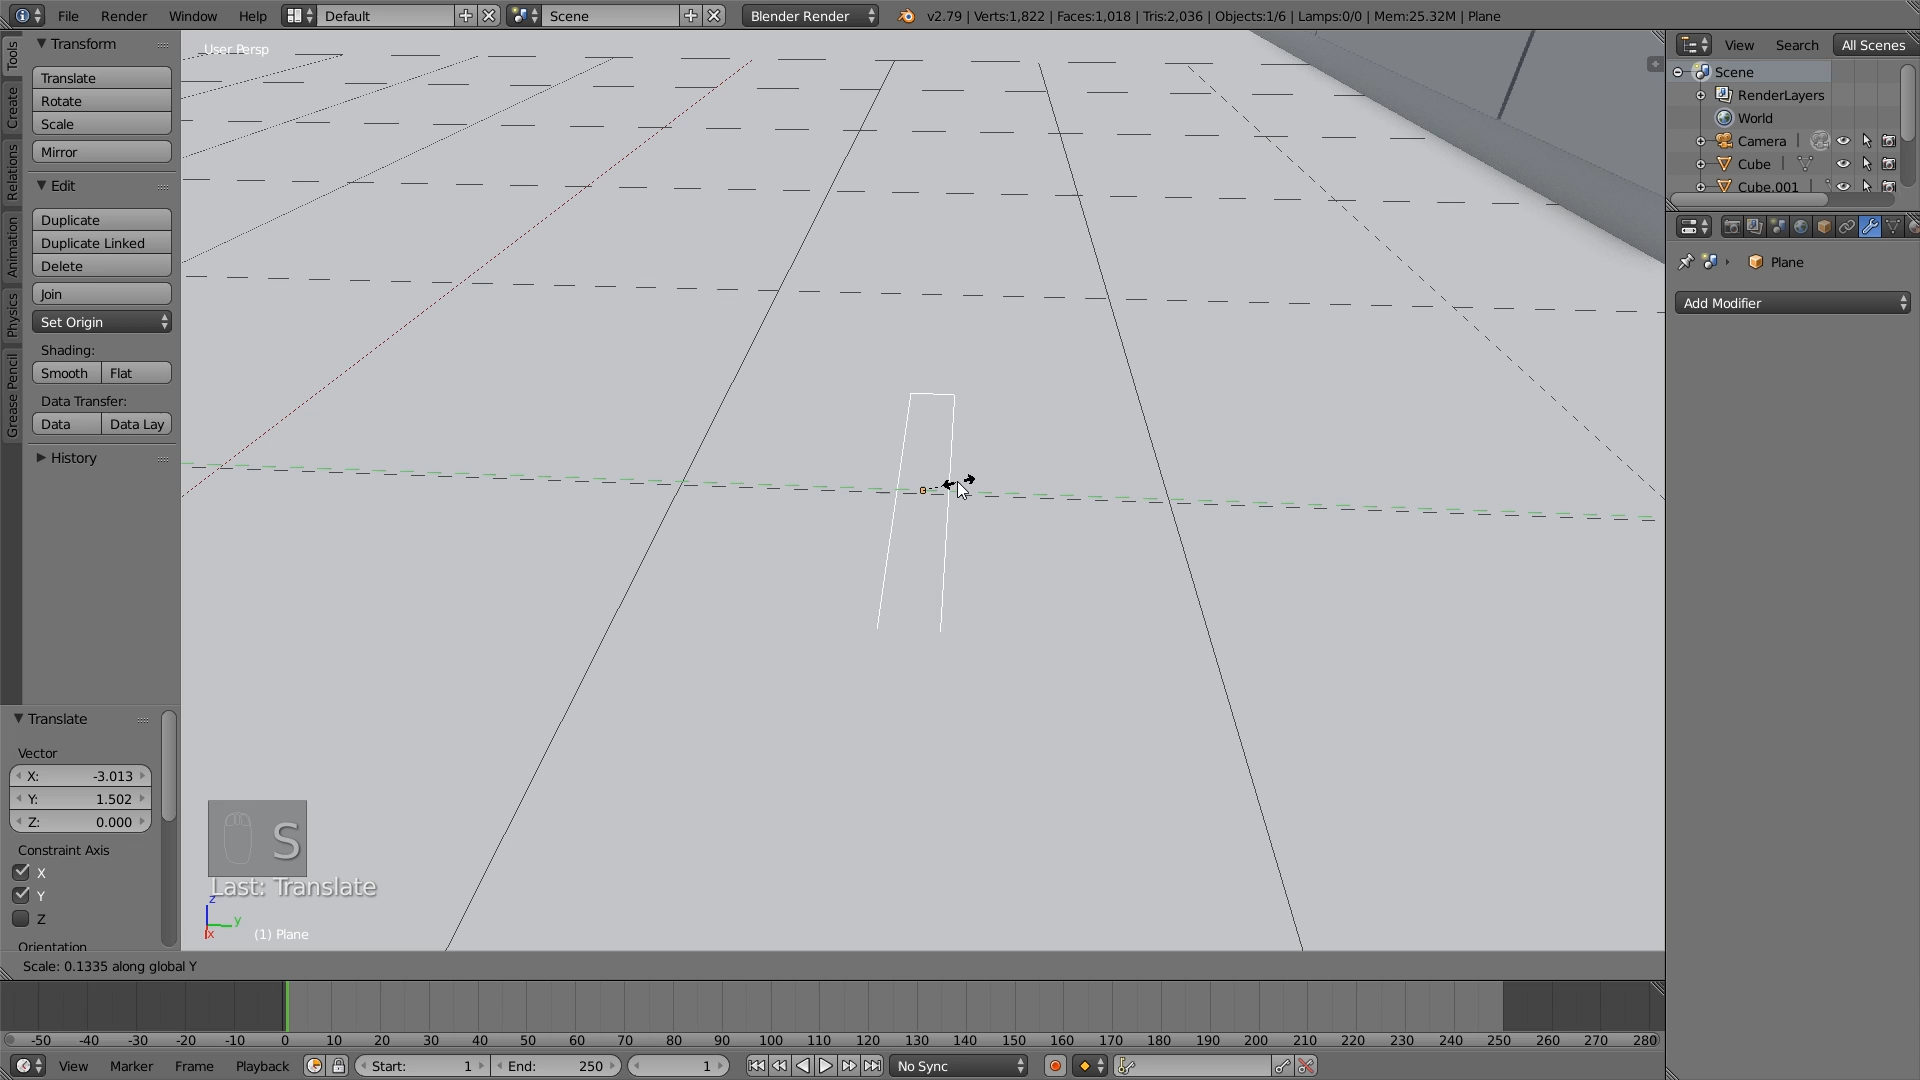 File Render Window Help Default Scene Blender Render v2.79 | Verts:1,822 | Faces:1,018 | Tris:2,036 | Objects:1/6 | Lamps:0/0 | Mem:25.32M | Plane
Tools
Create
Relations
Animation
Physics
Grease Pencil
Transform
Translate
Rotate
Scale
Mirror
Edit
Duplicate
Duplicate Linked
Delete
Join
Set Origin
Shading:
Smooth Flat
Data Transfer:
Data Data Lay
History
Translate
Vector
X: -3.013
Y: 1.502
Z: 0.000
Constraint Axis
X
Y
Z
Orientation
User Persp
S
Last: Translate
z
y
x
(1) Plane
View Search All Scenes
Scene
RenderLayers
World
Camera
Cube
Cube.001
Plane
Add Modifier
Scale: 0.1335 along global Y
-50 -40 -30 -20 -10 0 10 20 30 40 50 60 70 80 90 100 110 120 130 140 150 160 170 180 190 200 210 220 230 240 250 260 270 280
View Marker Frame Playback Start: 1 End: 250 1 No Sync